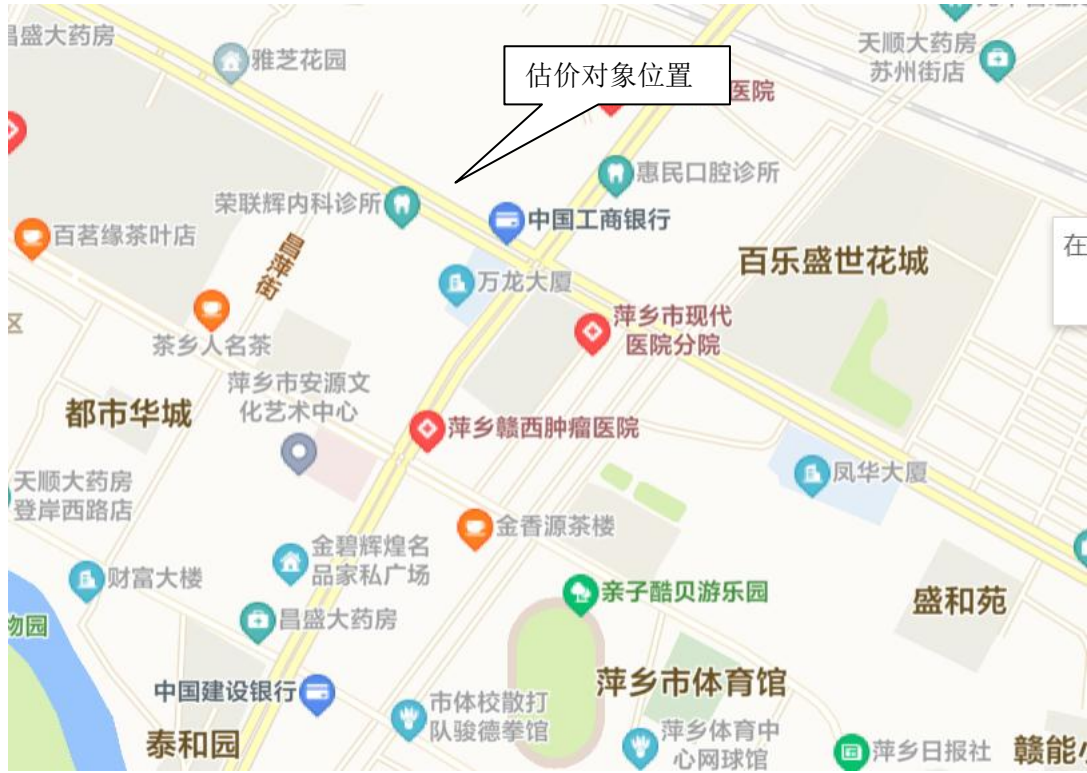 昌盛大药房
雅芝花园
天顺大药房
苏州街店
估价对象位置
医院
惠民口腔诊所
荣联辉内科诊所
中国工商银行
百茗缘茶叶店
昌萍街
百乐盛世花城
在
万龙大厦
区
茶乡人名茶
萍乡市现代
医院分院
萍乡市安源文
化艺术中心
都市华城
萍乡赣西肿瘤医院
凤华大厦
天顺大药房
登岸西路店
金香源茶楼
金碧辉煌名
品家私广场
财富大楼
亲子酷贝游乐园
盛和苑
昌盛大药房
物园
中国建设银行
萍乡市体育馆
市体校散打
队骏德拳馆
泰和园
萍乡体育中
心网球馆
萍乡日报社
赣能